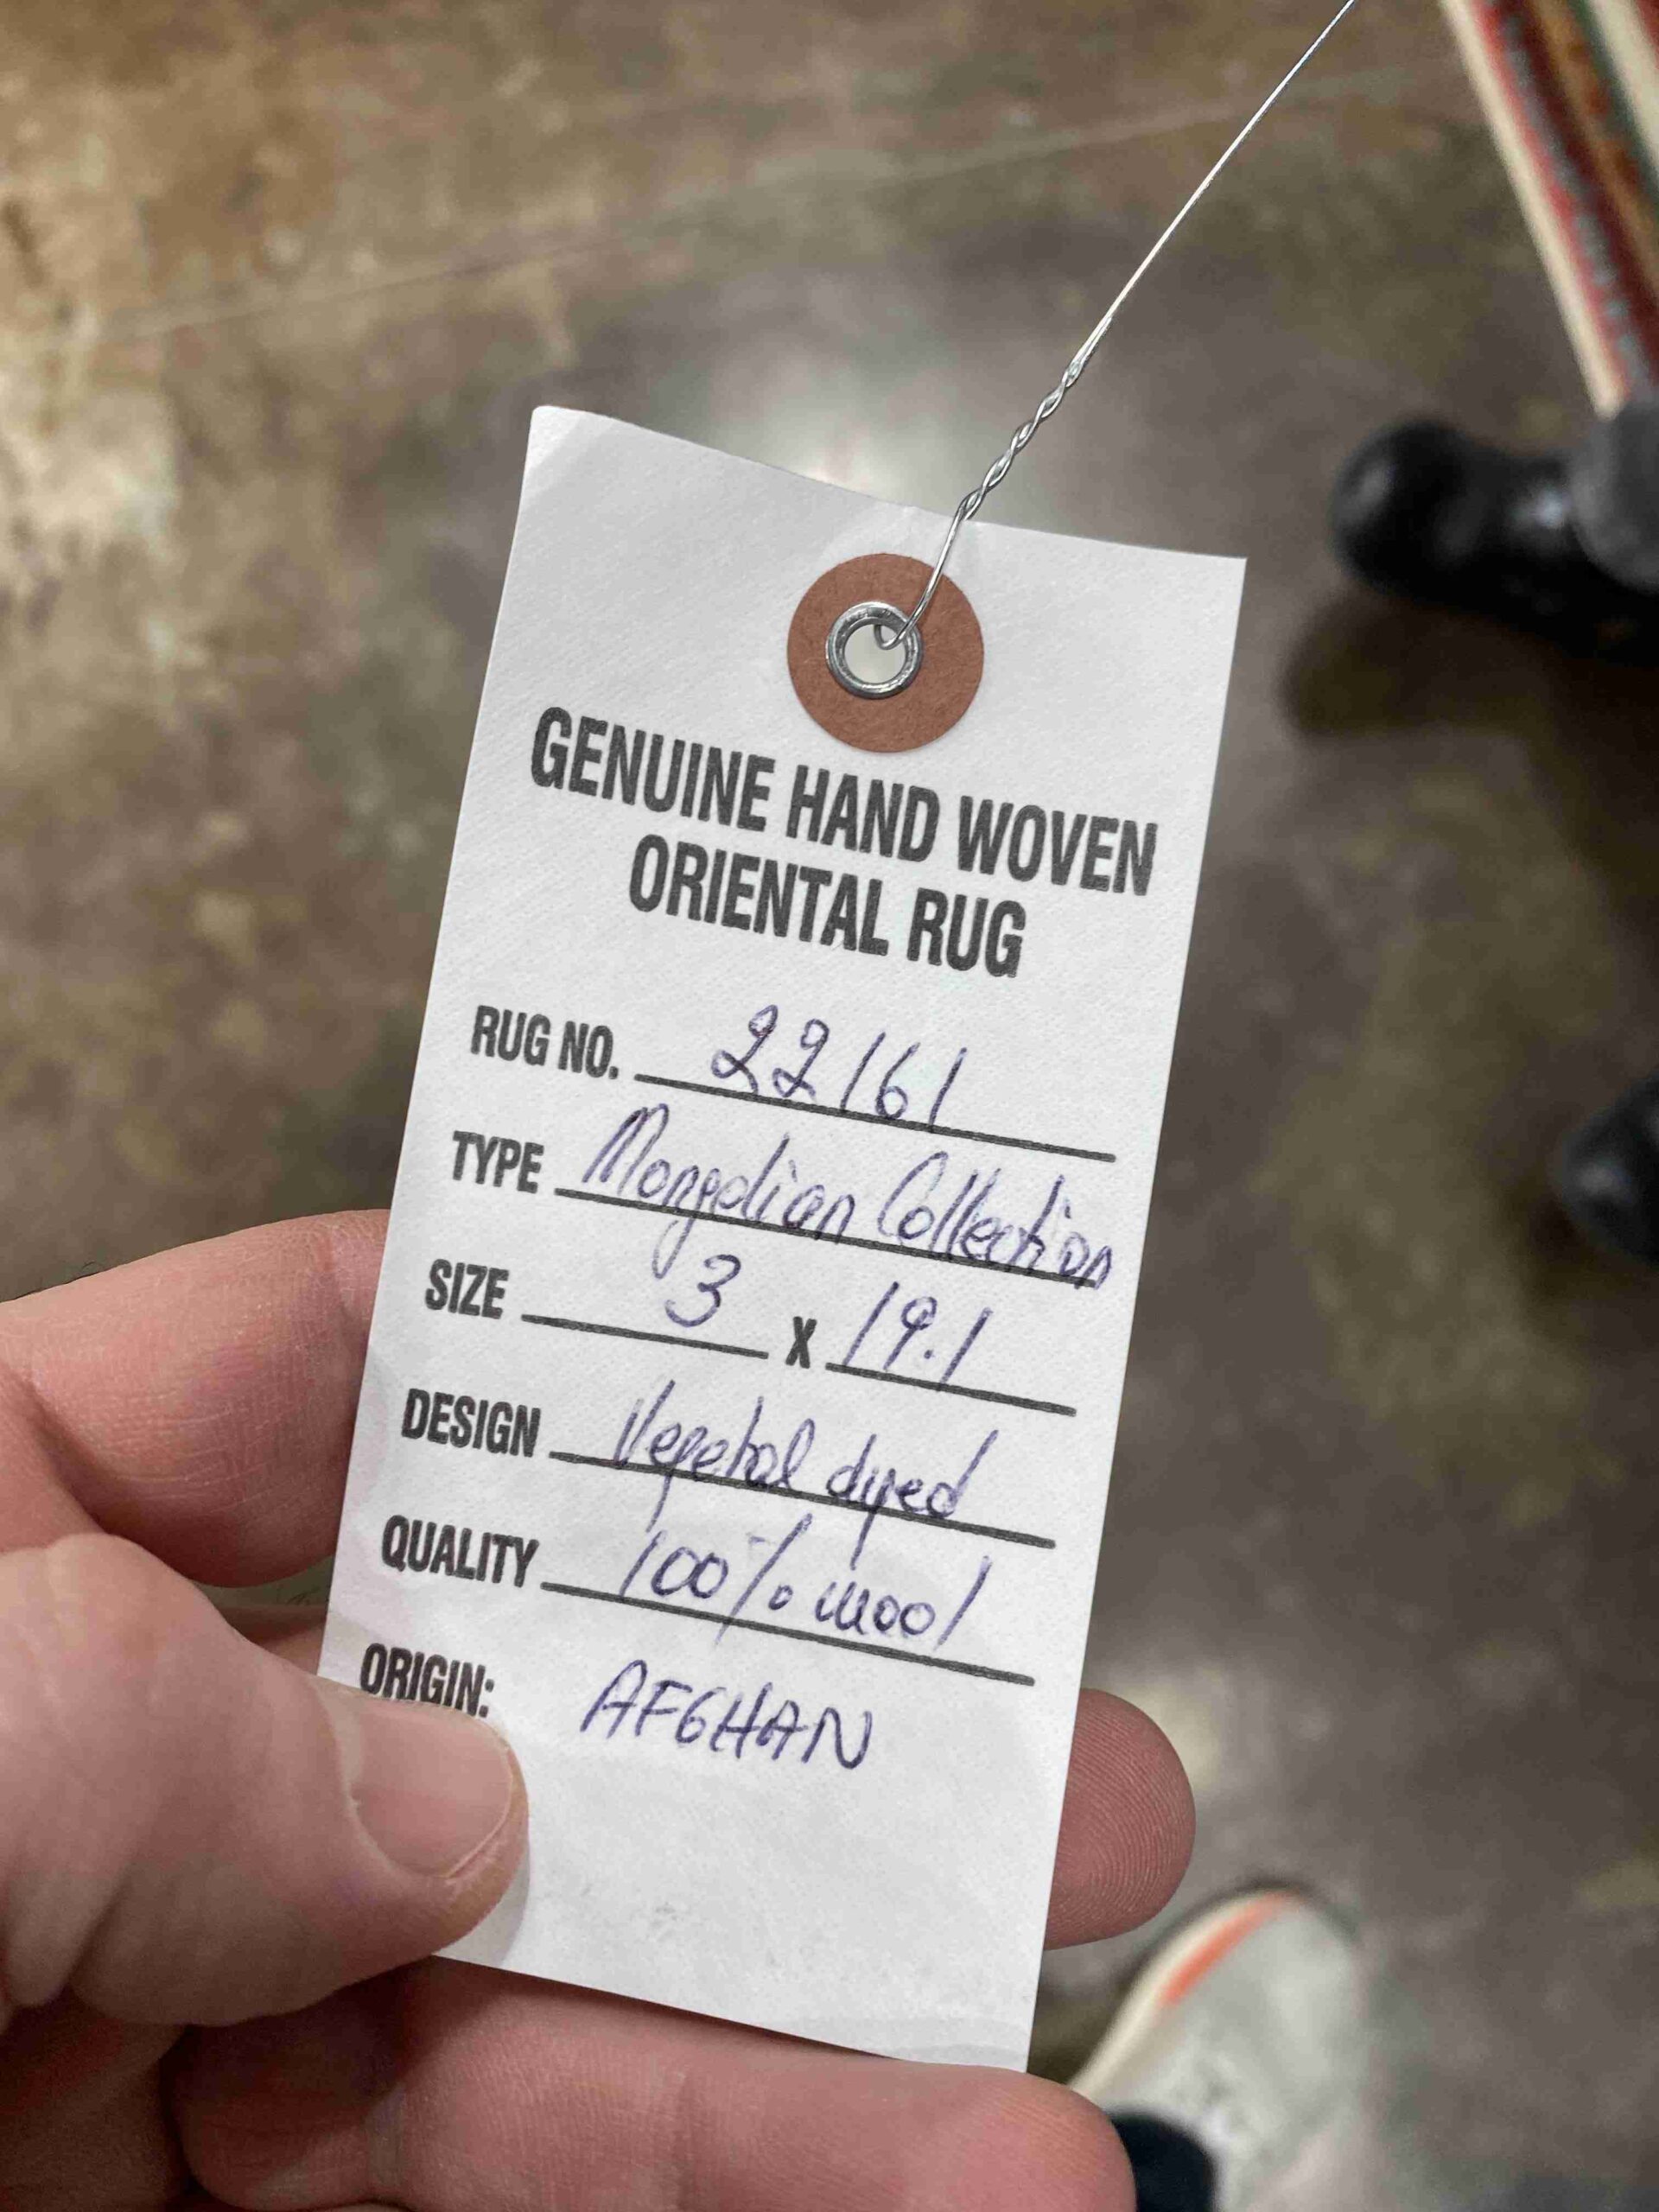 GENUINE HAND WOVEN
ORIENTAL RUG
RUG NO. 22161
TYPE Mongolian Collection
SIZE 3 X 19.1
DESIGN Vegetal dyed
QUALITY 100% wool
ORIGIN: AFGHAN